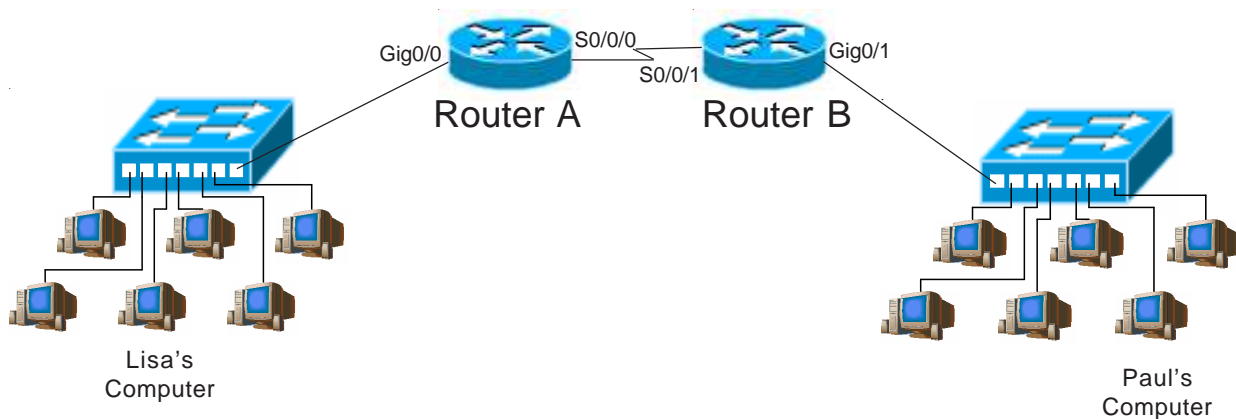 Gig0/0
S0/0/0
S0/0/1
Gig0/1
Router A
Router B
Lisa's
Computer
Paul's
Computer